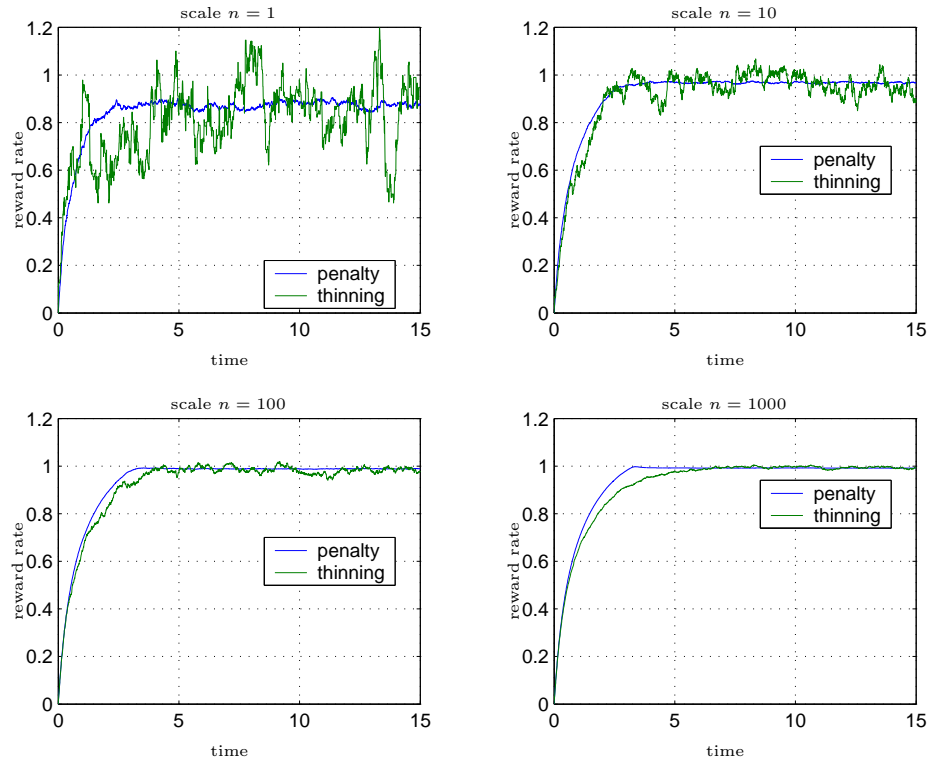 scale n = 1
reward rate
1.2
1
0.8
0.6
0.4
0.2
0
penalty
thinning
0 5 10 15
time
scale n = 10
reward rate
1.2
1
0.8
0.6
0.4
0.2
0
penalty
thinning
0 5 10 15
time
scale n = 100
reward rate
1.2
1
0.8
0.6
0.4
0.2
0
penalty
thinning
0 5 10 15
time
scale n = 1000
reward rate
1.2
1
0.8
0.6
0.4
0.2
0
penalty
thinning
0 5 10 15
time